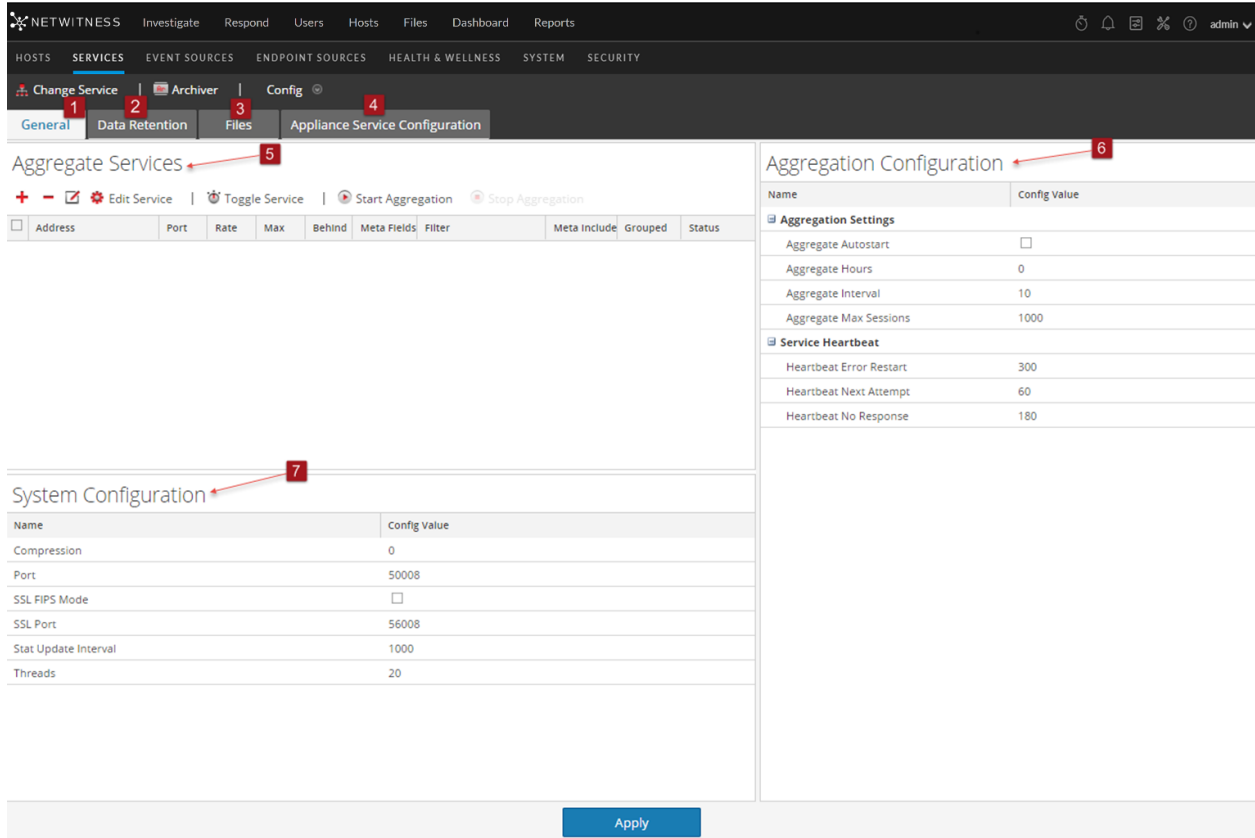 NETWITNESS Investigate Respond Users Hosts Files Dashboard Reports admin
HOSTS SERVICES EVENT SOURCES ENDPOINT SOURCES HEALTH & WELLNESS SYSTEM SECURITY
Change Service | Archiver | Config
1 2 3 4
General Data Retention Files Appliance Service Configuration
Aggregate Services 5
Edit Service | Toggle Service | Start Aggregation Stop Aggregation
Address Port Rate Max Behind Meta Fields Filter Meta Include Grouped Status
Aggregation Configuration 6
Name Config Value
Aggregation Settings
Aggregate Autostart
Aggregate Hours 0
Aggregate Interval 10
Aggregate Max Sessions 1000
Service Heartbeat
Heartbeat Error Restart 300
Heartbeat Next Attempt 60
Heartbeat No Response 180
System Configuration 7
Name Config Value
Compression 0
Port 50008
SSL FIPS Mode
SSL Port 56008
Stat Update Interval 1000
Threads 20
Apply